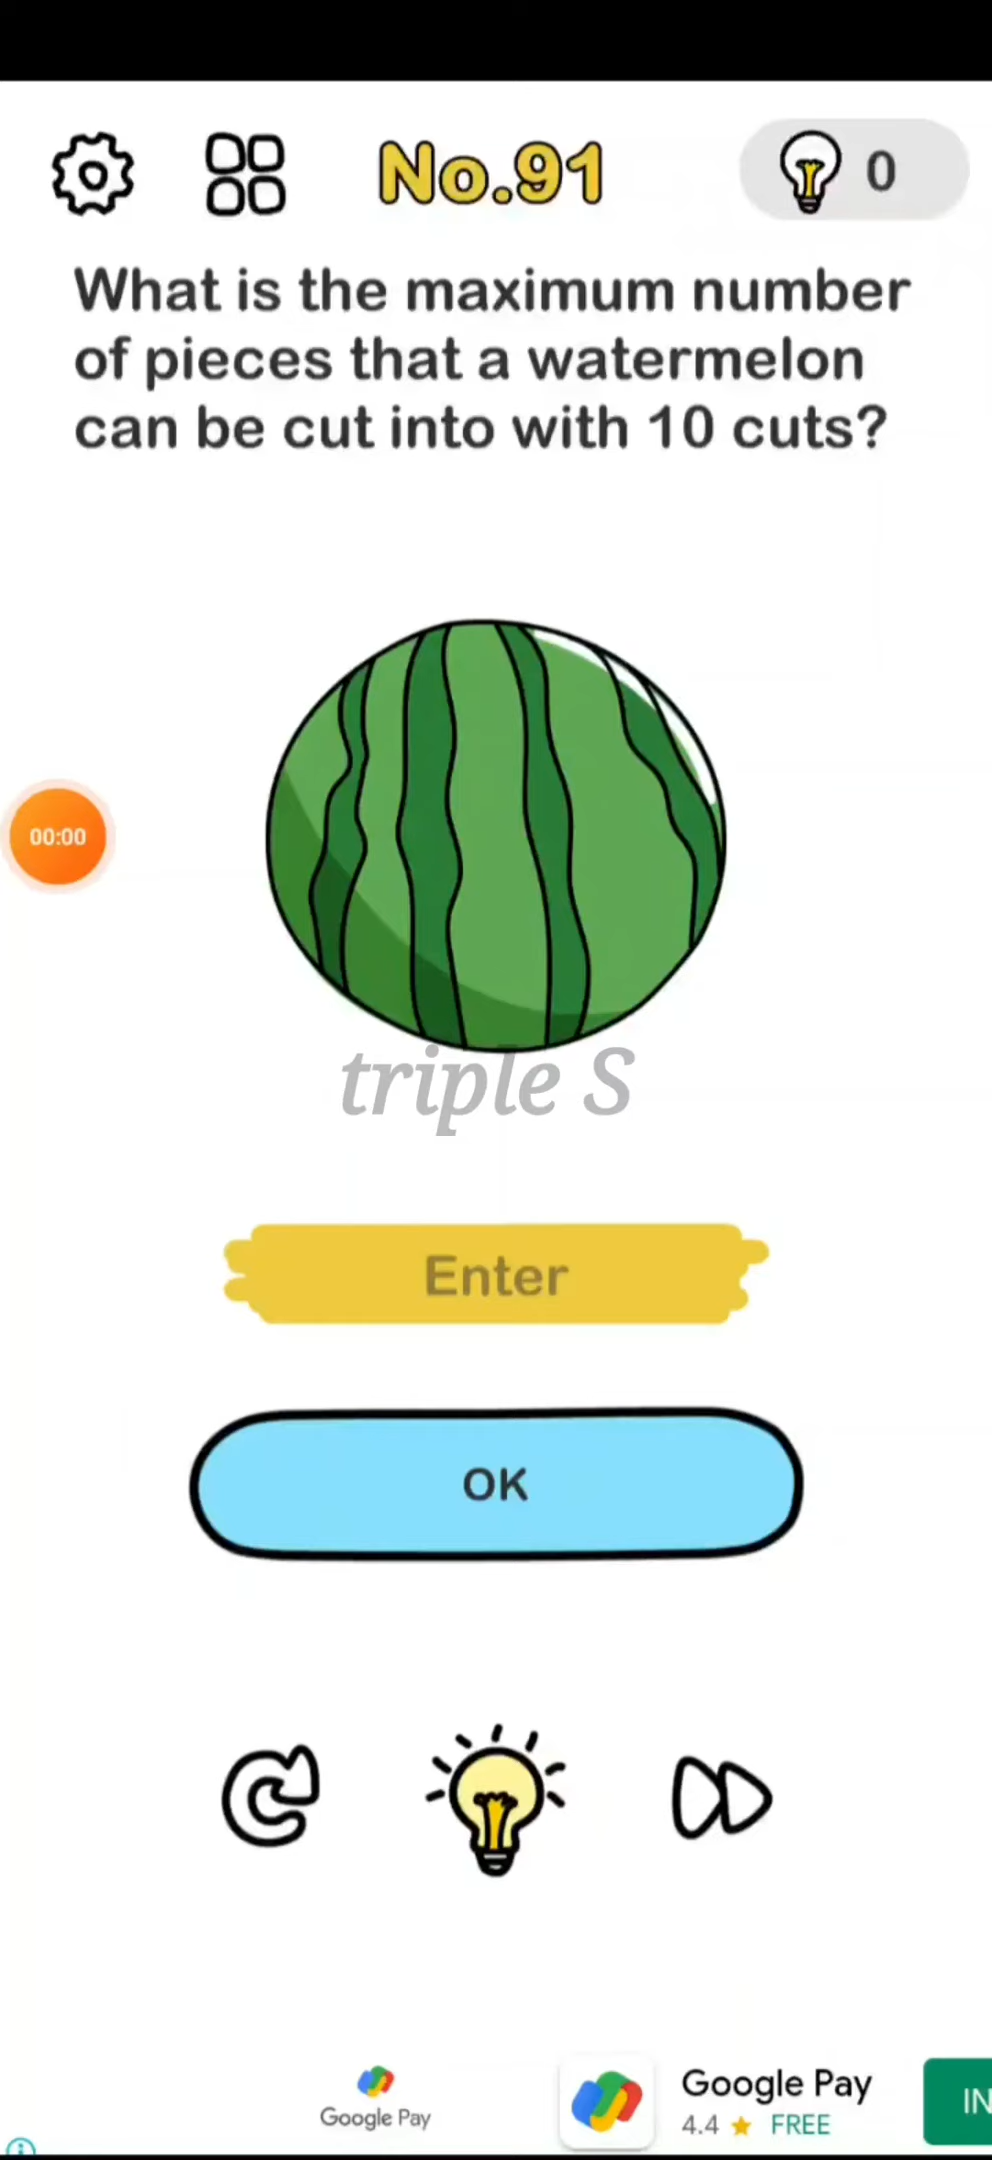 No.91
0
What is the maximum number
of pieces that a watermelon
can be cut into with 10 cuts?
00:00
triple S
Enter
OK
Google Pay
Google Pay
4.4 ★ FREE
IN